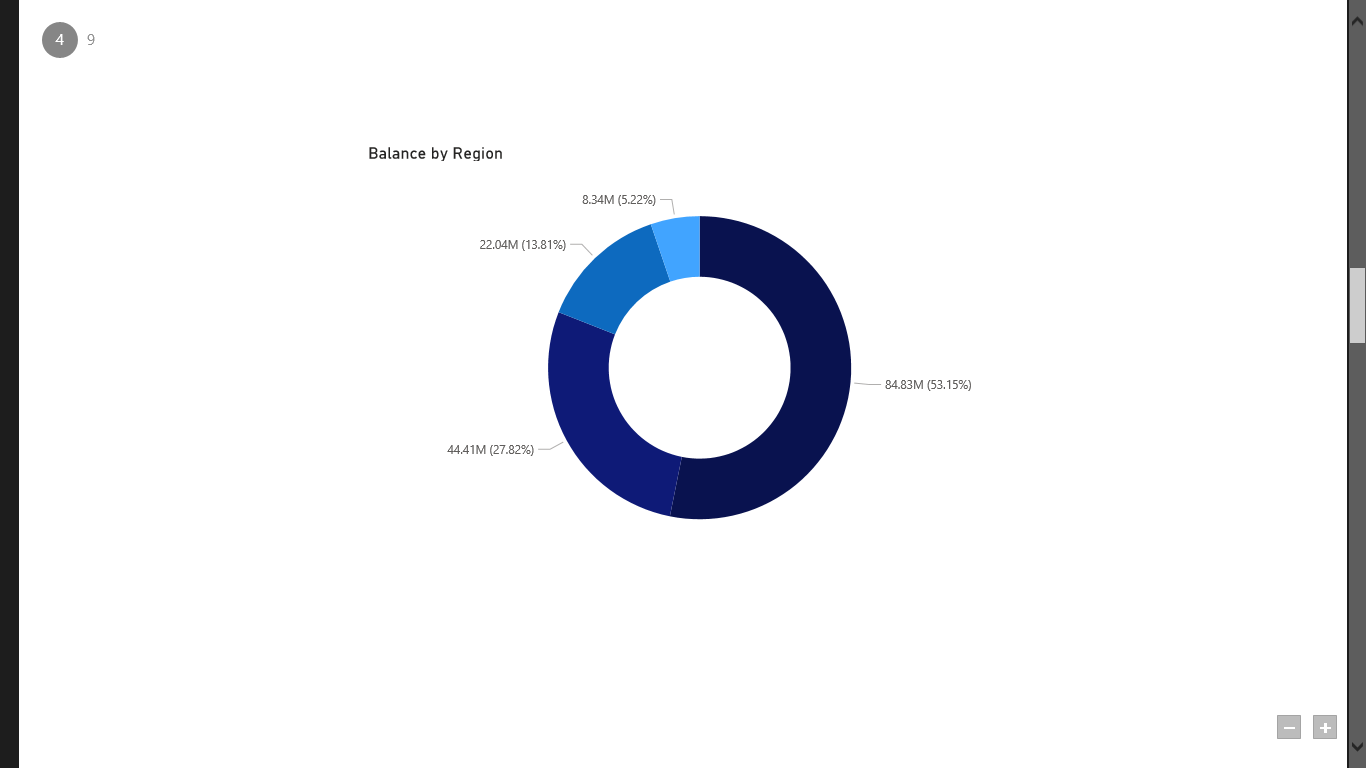 4 9
Balance by Region
8.34M (5.22%)
22.04M (13.81%)
84.83M (53.15%)
44.41M (27.82%)